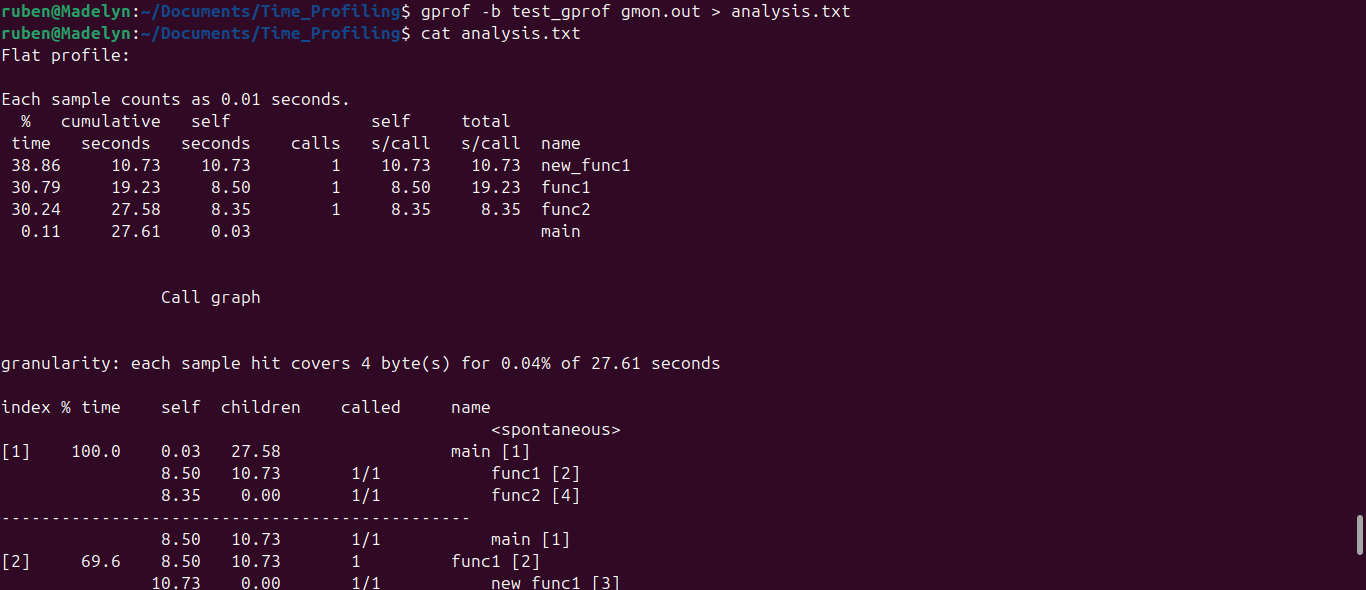 ruben@Madelyn:~/Documents/Time_Profiling$ gprof -b test_gprof gmon.out > analysis.txt
ruben@Madelyn:~/Documents/Time_Profiling$ cat analysis.txt
Flat profile:

Each sample counts as 0.01 seconds.
  %   cumulative   self              self     total
 time   seconds   seconds    calls   s/call   s/call  name
 38.86     10.73    10.73        1    10.73    10.73  new_func1
 30.79     19.23     8.50        1     8.50    19.23  func1
 30.24     27.58     8.35        1     8.35     8.35  func2
  0.11     27.61     0.03                             main

                Call graph

granularity: each sample hit covers 4 byte(s) for 0.04% of 27.61 seconds

index % time    self  children    called     name
                                                 <spontaneous>
[1]    100.0    0.03   27.58                 main [1]
                8.50   10.73       1/1           func1 [2]
                8.35    0.00       1/1           func2 [4]
-----------------------------------------------
                8.50   10.73       1/1           main [1]
[2]     69.6    8.50   10.73       1         func1 [2]
               10.73    0.00       1/1           new_func1 [3]